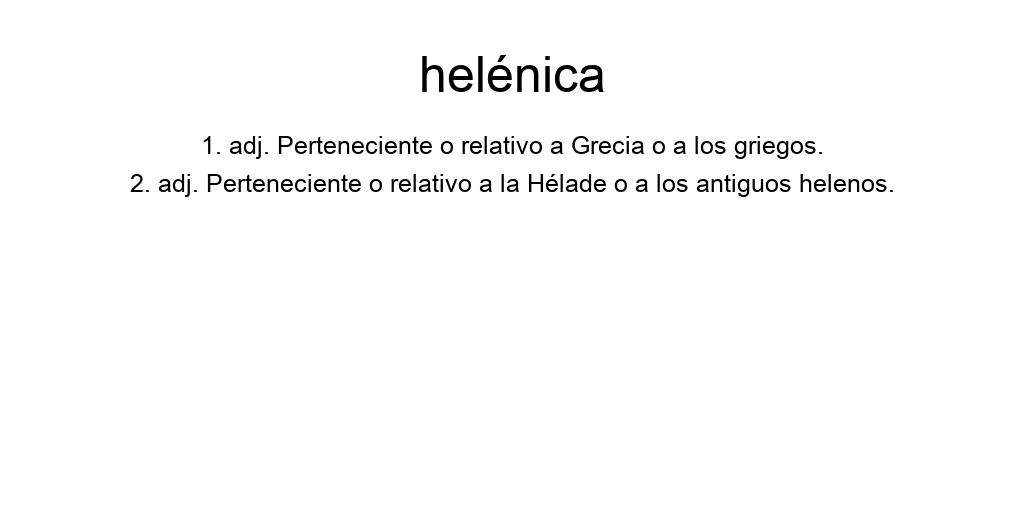 helénica
1. adj. Perteneciente o relativo a Grecia o a los griegos.
2. adj. Perteneciente o relativo a la Hélade o a los antiguos helenos.